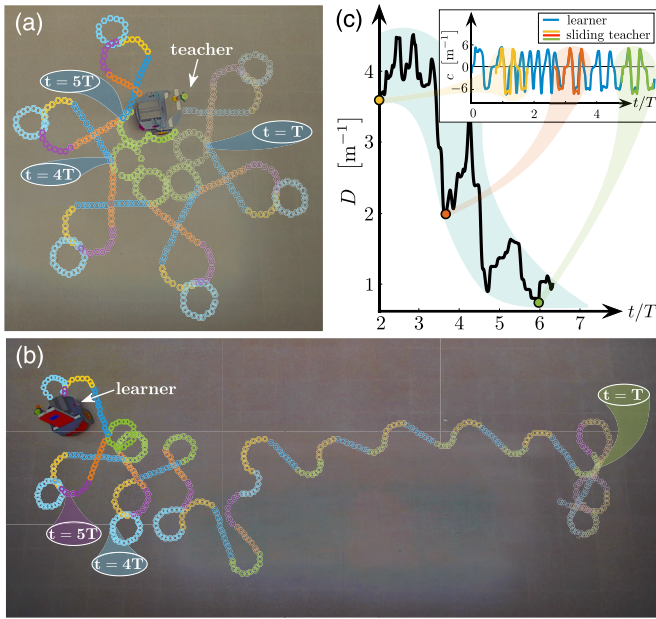 (a)
teacher
t = 5T
t = T
t = 4T
(c)
D [m⁻¹]
4
3
2
1
2
3
4
5
6
7
t/T
learner
sliding teacher
c [m⁻¹]
6
0
−6
0
2
4
t/T
(b)
learner
t = T
t = 5T
t = 4T